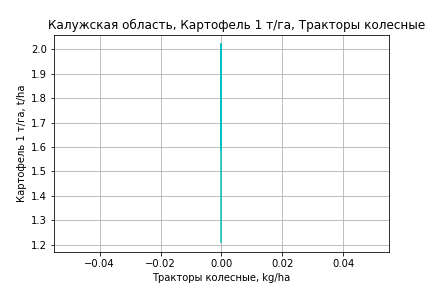 Калужская область, Картофель 1 т/га, Тракторы колесные
2.0
1.9
1.8
1.7
1.6
1.5
1.4
1.3
1.2
Картофель 1 т/га, t/ha
−0.04 −0.02 0.00 0.02 0.04
Тракторы колесные, kg/ha